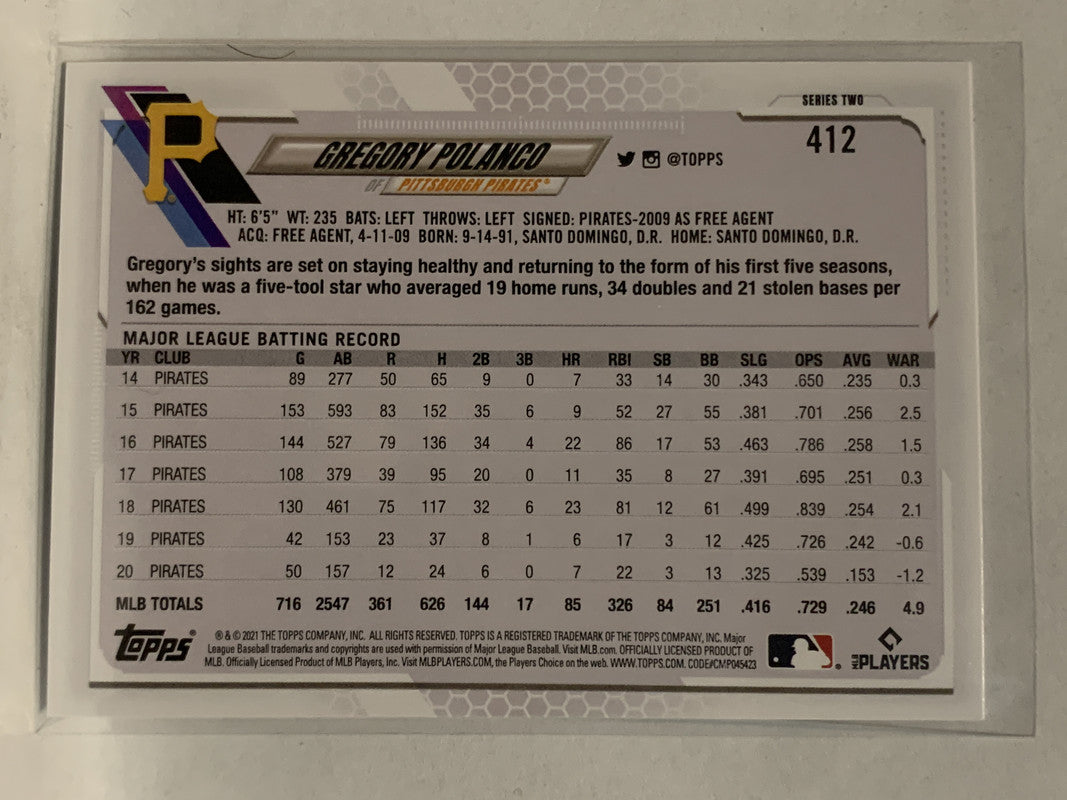 SERIES TWO
412
P
GREGORY POLANCO
@TOPPS
OF PITTSBURGH PIRATES®
HT: 6'5" WT: 235 BATS: LEFT THROWS: LEFT SIGNED: PIRATES-2009 AS FREE AGENT
ACQ: FREE AGENT, 4-11-09 BORN: 9-14-91, SANTO DOMINGO, D.R. HOME: SANTO DOMINGO, D.R.
Gregory's sights are set on staying healthy and returning to the form of his first five seasons,
when he was a five-tool star who averaged 19 home runs, 34 doubles and 21 stolen bases per
162 games.
MAJOR LEAGUE BATTING RECORD
YR CLUB G AB R H 2B 3B HR RBI SB BB SLG OPS AVG WAR
14 PIRATES 89 277 50 65 9 0 7 33 14 30 .343 .650 .235 0.3
15 PIRATES 153 593 83 152 35 6 9 52 27 55 .381 .701 .256 2.5
16 PIRATES 144 527 79 136 34 4 22 86 17 53 .463 .786 .258 1.5
17 PIRATES 108 379 39 95 20 0 11 35 8 27 .391 .695 .251 0.3
18 PIRATES 130 461 75 117 32 6 23 81 12 61 .499 .839 .254 2.1
19 PIRATES 42 153 23 37 8 1 6 17 3 12 .425 .726 .242 -0.6
20 PIRATES 50 157 12 24 6 0 7 22 3 13 .325 .539 .153 -1.2
MLB TOTALS 716 2547 361 626 144 17 85 326 84 251 .416 .729 .246 4.9
Topps®
® & © 2021 THE TOPPS COMPANY, INC. ALL RIGHTS RESERVED. TOPPS IS A REGISTERED TRADEMARK OF THE TOPPS COMPANY, INC. Major
League Baseball trademarks and copyrights are used with permission of Major League Baseball. Visit MLB.com. OFFICIALLY LICENSED PRODUCT OF
MLB. Officially Licensed Product of MLB Players, Inc. Visit MLBPLAYERS.COM, the Players Choice on the web. WWW.TOPPS.COM. CODE#CMP045423
MLB PLAYERS